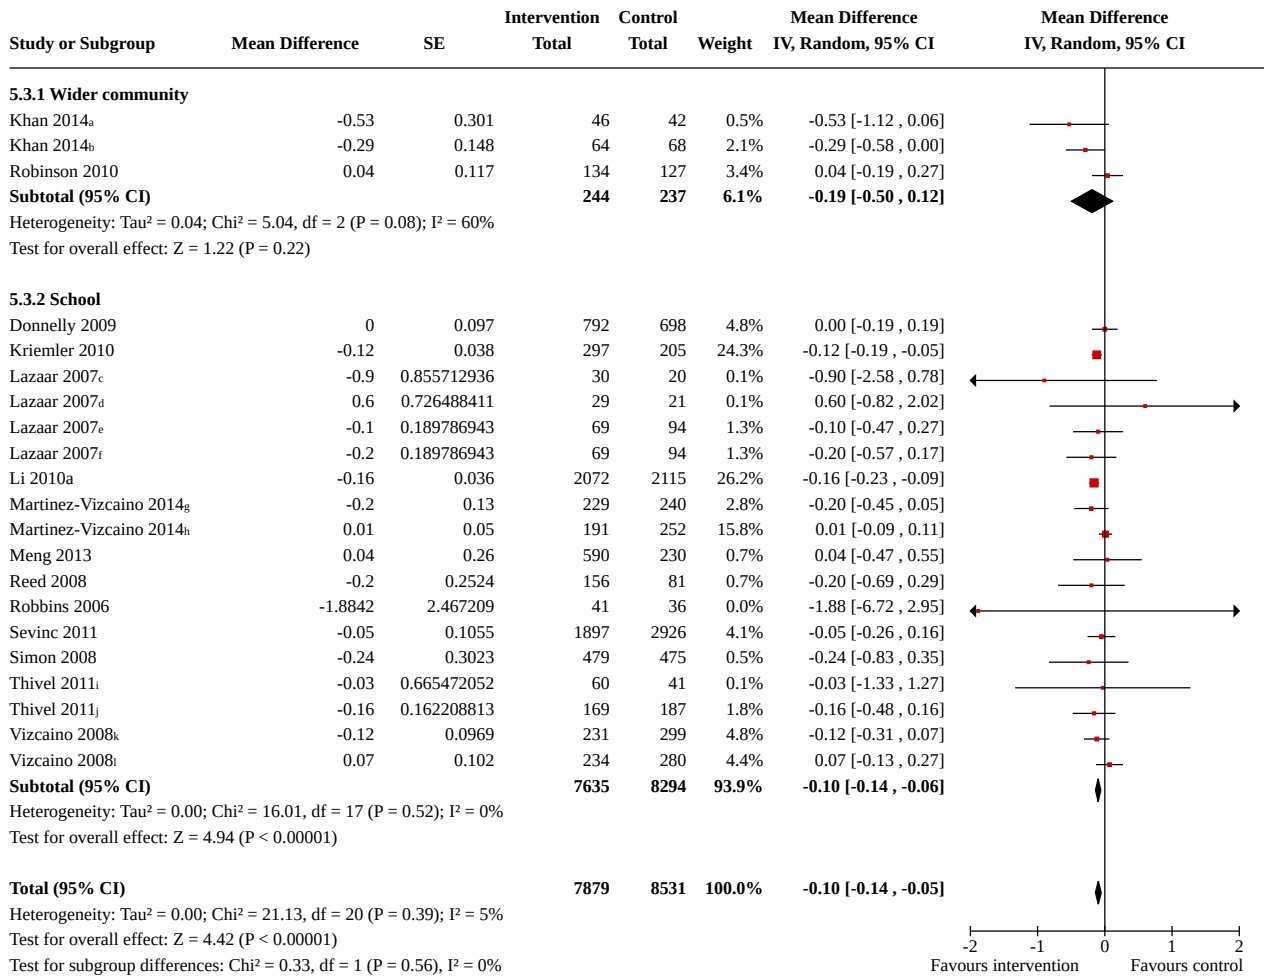 Intervention Control Mean Difference Mean Difference
Study or Subgroup Mean Difference SE Total Total Weight IV, Random, 95% CI IV, Random, 95% CI
5.3.1 Wider community
Khan 2014a -0.53 0.301 46 42 0.5% -0.53 [-1.12 , 0.06]
Khan 2014b -0.29 0.148 64 68 2.1% -0.29 [-0.58 , 0.00]
Robinson 2010 0.04 0.117 134 127 3.4% 0.04 [-0.19 , 0.27]
Subtotal (95% CI) 244 237 6.1% -0.19 [-0.50 , 0.12]
Heterogeneity: Tau² = 0.04; Chi² = 5.04, df = 2 (P = 0.08); I² = 60%
Test for overall effect: Z = 1.22 (P = 0.22)
5.3.2 School
Donnelly 2009 0 0.097 792 698 4.8% 0.00 [-0.19 , 0.19]
Kriemler 2010 -0.12 0.038 297 205 24.3% -0.12 [-0.19 , -0.05]
Lazaar 2007c -0.9 0.855712936 30 20 0.1% -0.90 [-2.58 , 0.78]
Lazaar 2007d 0.6 0.726488411 29 21 0.1% 0.60 [-0.82 , 2.02]
Lazaar 2007e -0.1 0.189786943 69 94 1.3% -0.10 [-0.47 , 0.27]
Lazaar 2007f -0.2 0.189786943 69 94 1.3% -0.20 [-0.57 , 0.17]
Li 2010a -0.16 0.036 2072 2115 26.2% -0.16 [-0.23 , -0.09]
Martinez-Vizcaino 2014g -0.2 0.13 229 240 2.8% -0.20 [-0.45 , 0.05]
Martinez-Vizcaino 2014h 0.01 0.05 191 252 15.8% 0.01 [-0.09 , 0.11]
Meng 2013 0.04 0.26 590 230 0.7% 0.04 [-0.47 , 0.55]
Reed 2008 -0.2 0.2524 156 81 0.7% -0.20 [-0.69 , 0.29]
Robbins 2006 -1.8842 2.467209 41 36 0.0% -1.88 [-6.72 , 2.95]
Sevinc 2011 -0.05 0.1055 1897 2926 4.1% -0.05 [-0.26 , 0.16]
Simon 2008 -0.24 0.3023 479 475 0.5% -0.24 [-0.83 , 0.35]
Thivel 2011i -0.03 0.665472052 60 41 0.1% -0.03 [-1.33 , 1.27]
Thivel 2011j -0.16 0.162208813 169 187 1.8% -0.16 [-0.48 , 0.16]
Vizcaino 2008k -0.12 0.0969 231 299 4.8% -0.12 [-0.31 , 0.07]
Vizcaino 2008l 0.07 0.102 234 280 4.4% 0.07 [-0.13 , 0.27]
Subtotal (95% CI) 7635 8294 93.9% -0.10 [-0.14 , -0.06]
Heterogeneity: Tau² = 0.00; Chi² = 16.01, df = 17 (P = 0.52); I² = 0%
Test for overall effect: Z = 4.94 (P < 0.00001)
Total (95% CI) 7879 8531 100.0% -0.10 [-0.14 , -0.05]
Heterogeneity: Tau² = 0.00; Chi² = 21.13, df = 20 (P = 0.39); I² = 5%
Test for overall effect: Z = 4.42 (P < 0.00001)
-2 -1 0 1 2
Test for subgroup differences: Chi² = 0.33, df = 1 (P = 0.56), I² = 0% Favours intervention Favours control